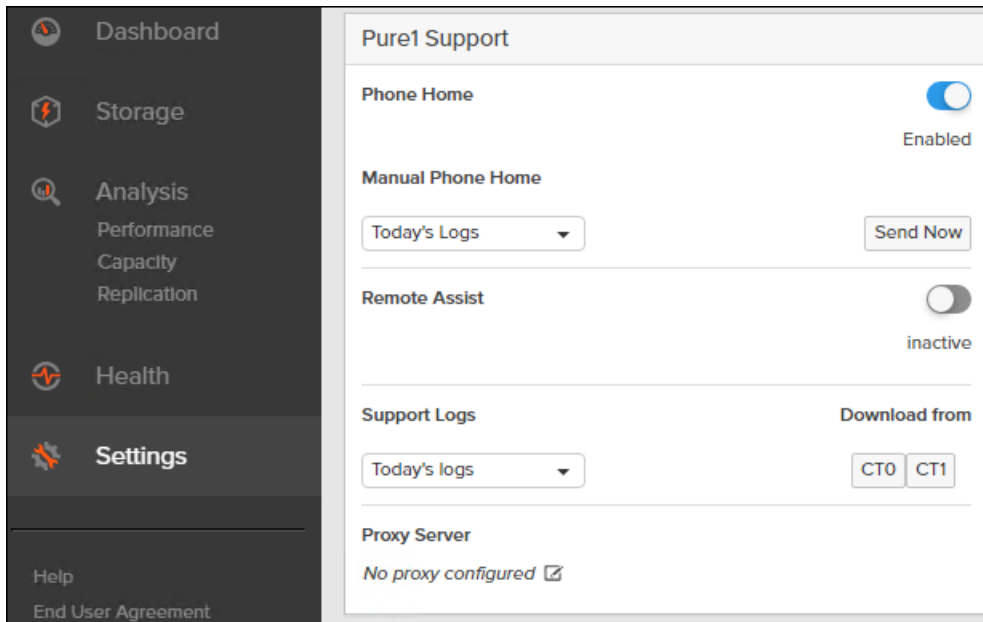 Dashboard
Storage
Analysis
Performance
Capacity
Replication
Health
Settings
Help
End User Agreement
Pure1 Support
Phone Home
Enabled
Manual Phone Home
Today's Logs
Send Now
Remote Assist
inactive
Support Logs
Download from
Today's logs
CT0
CT1
Proxy Server
No proxy configured